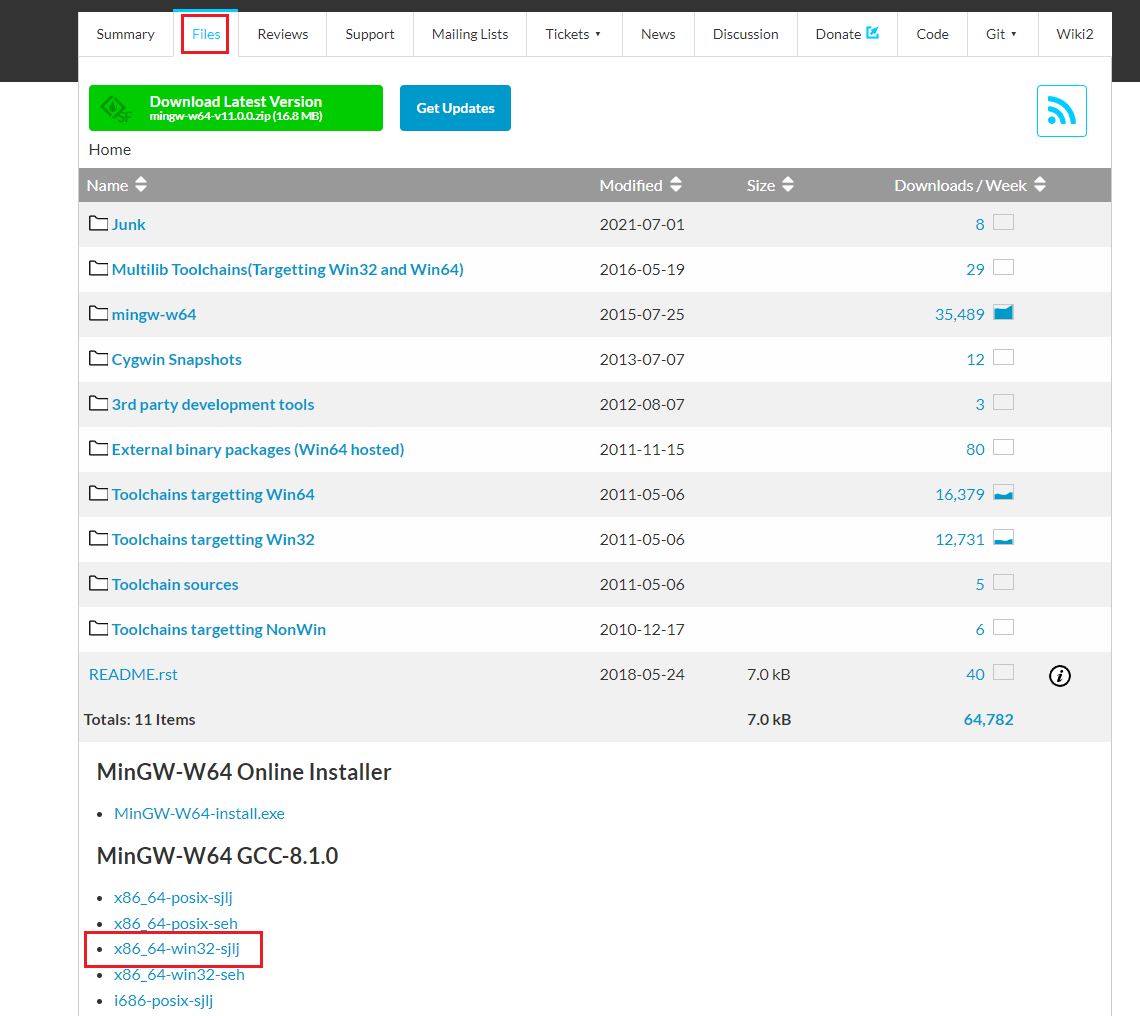 Summary Files Reviews Support Mailing Lists Tickets ▾ News Discussion Donate Code Git ▾ Wiki2
Download Latest Version
mingw-w64-v11.0.0.zip (16.8 MB)
Get Updates
SF
Home
Name Modified Size Downloads / Week
Junk 2021-07-01 8
Multilib Toolchains(Targetting Win32 and Win64) 2016-05-19 29
mingw-w64 2015-07-25 35,489
Cygwin Snapshots 2013-07-07 12
3rd party development tools 2012-08-07 3
External binary packages (Win64 hosted) 2011-11-15 80
Toolchains targetting Win64 2011-05-06 16,379
Toolchains targetting Win32 2011-05-06 12,731
Toolchain sources 2011-05-06 5
Toolchains targetting NonWin 2010-12-17 6
README.rst 2018-05-24 7.0 kB 40 i
Totals: 11 Items 7.0 kB 64,782
MinGW-W64 Online Installer
• MinGW-W64-install.exe
MinGW-W64 GCC-8.1.0
• x86_64-posix-sjlj
• x86_64-posix-seh
• x86_64-win32-sjlj
• x86_64-win32-seh
• i686-posix-sjlj